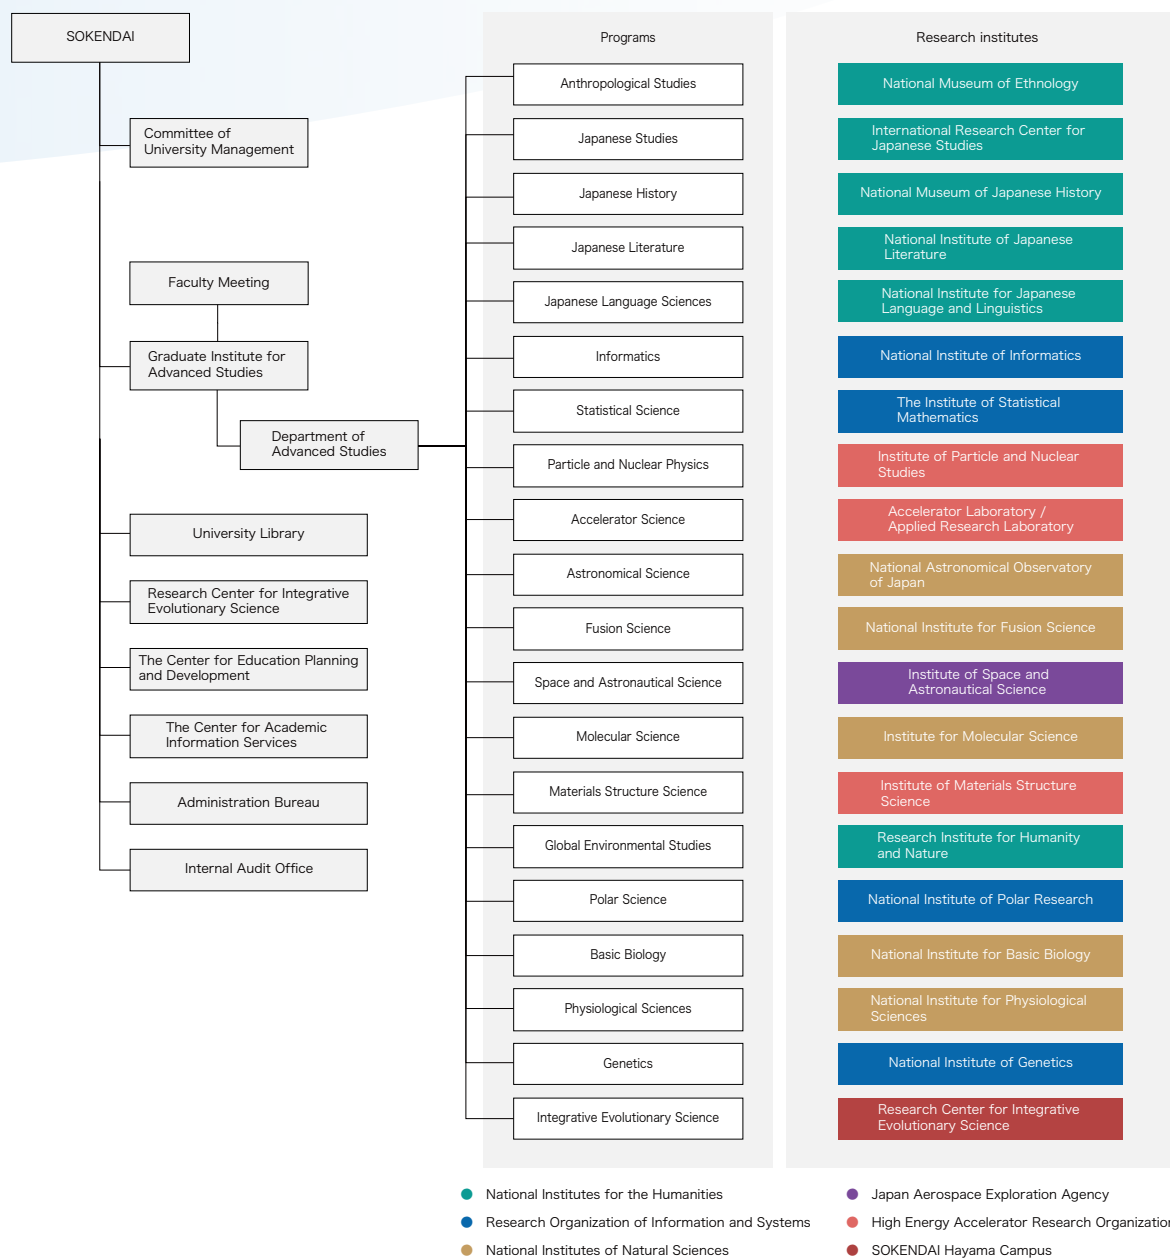 SOKENDAI
Committee of
University Management
Faculty Meeting
Graduate Institute for
Advanced Studies
Department of
Advanced Studies
University Library
Research Center for Integrative
Evolutionary Science
The Center for Education Planning
and Development
The Center for Academic
Information Services
Administration Bureau
Internal Audit Office
Programs
Anthropological Studies
Japanese Studies
Japanese History
Japanese Literature
Japanese Language Sciences
Informatics
Statistical Science
Particle and Nuclear Physics
Accelerator Science
Astronomical Science
Fusion Science
Space and Astronautical Science
Molecular Science
Materials Structure Science
Global Environmental Studies
Polar Science
Basic Biology
Physiological Sciences
Genetics
Integrative Evolutionary Science
Research institutes
National Museum of Ethnology
International Research Center for
Japanese Studies
National Museum of Japanese History
National Institute of Japanese
Literature
National Institute for Japanese
Language and Linguistics
National Institute of Informatics
The Institute of Statistical
Mathematics
Institute of Particle and Nuclear
Studies
Accelerator Laboratory /
Applied Research Laboratory
National Astronomical Observatory
of Japan
National Institute for Fusion Science
Institute of Space and
Astronautical Science
Institute for Molecular Science
Institute of Materials Structure
Science
Research Institute for Humanity
and Nature
National Institute of Polar Research
National Institute for Basic Biology
National Institute for Physiological
Sciences
National Institute of Genetics
Research Center for Integrative
Evolutionary Science
National Institutes for the Humanities
Research Organization of Information and Systems
National Institutes of Natural Sciences
Japan Aerospace Exploration Agency
High Energy Accelerator Research Organization
SOKENDAI Hayama Campus